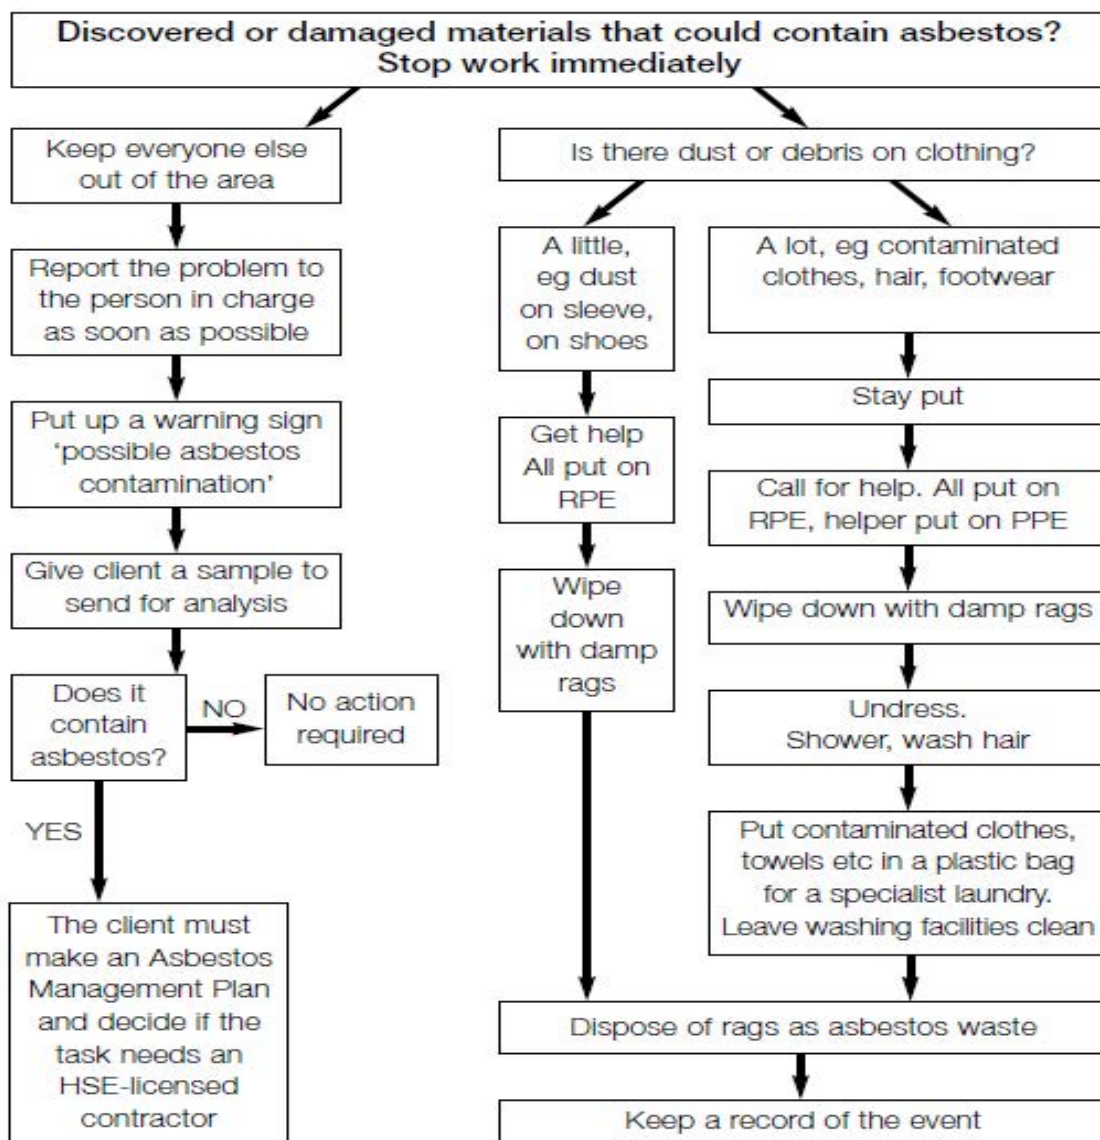 Discovered or damaged materials that could contain asbestos?
Stop work immediately
Keep everyone else
out of the area
Report the problem to
the person in charge
as soon as possible
Put up a warning sign
‘possible asbestos
contamination’
Give client a sample to
send for analysis
Does it
contain
asbestos?
NO
No action
required
YES
The client must
make an Asbestos
Management Plan
and decide if the
task needs an
HSE-licensed
contractor
Is there dust or debris on clothing?
A little,
eg dust
on sleeve,
on shoes
Get help
All put on
RPE
Wipe
down
with damp
rags
A lot, eg contaminated
clothes, hair, footwear
Stay put
Call for help. All put on
RPE, helper put on PPE
Wipe down with damp rags
Undress.
Shower, wash hair
Put contaminated clothes,
towels etc in a plastic bag
for a specialist laundry.
Leave washing facilities clean
Dispose of rags as asbestos waste
Keep a record of the event